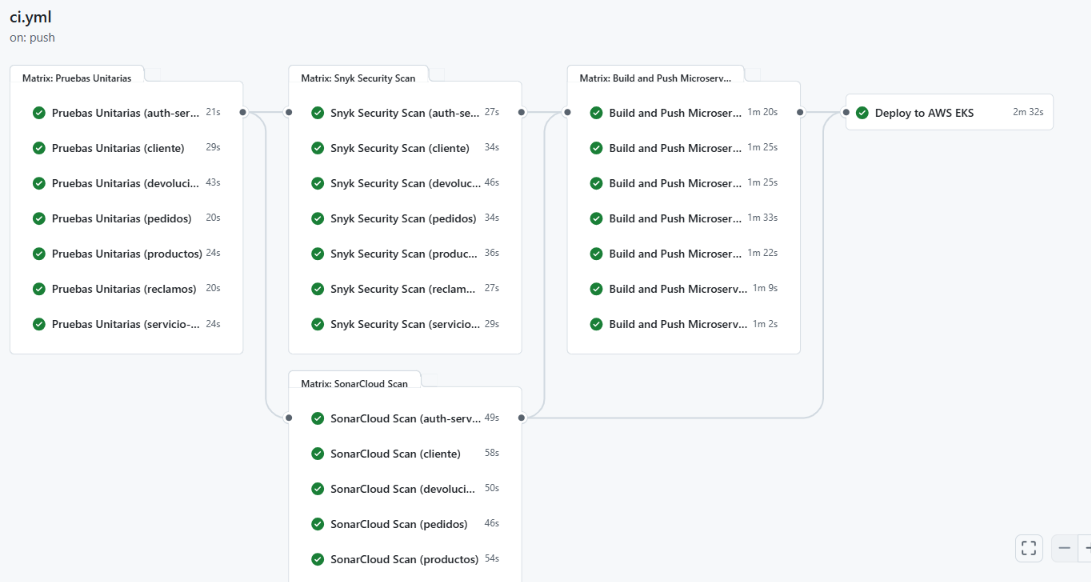 ci.yml
on: push
Matrix: Pruebas Unitarias
Pruebas Unitarias (auth-ser... 21s
Pruebas Unitarias (cliente) 29s
Pruebas Unitarias (devoluci... 43s
Pruebas Unitarias (pedidos) 20s
Pruebas Unitarias (productos) 24s
Pruebas Unitarias (reclamos) 20s
Pruebas Unitarias (servicio-... 24s
Matrix: Snyk Security Scan
Snyk Security Scan (auth-se... 27s
Snyk Security Scan (cliente) 34s
Snyk Security Scan (devoluc... 46s
Snyk Security Scan (pedidos) 34s
Snyk Security Scan (produc... 36s
Snyk Security Scan (reclam... 27s
Snyk Security Scan (servicio... 29s
Matrix: SonarCloud Scan
SonarCloud Scan (auth-serv... 49s
SonarCloud Scan (cliente) 58s
SonarCloud Scan (devoluci... 50s
SonarCloud Scan (pedidos) 46s
SonarCloud Scan (productos) 54s
Matrix: Build and Push Microserv...
Build and Push Microser... 1m 20s
Build and Push Microser... 1m 25s
Build and Push Microser... 1m 25s
Build and Push Microser... 1m 33s
Build and Push Microser... 1m 22s
Build and Push Microserv... 1m 9s
Build and Push Microserv... 1m 2s
Deploy to AWS EKS 2m 32s